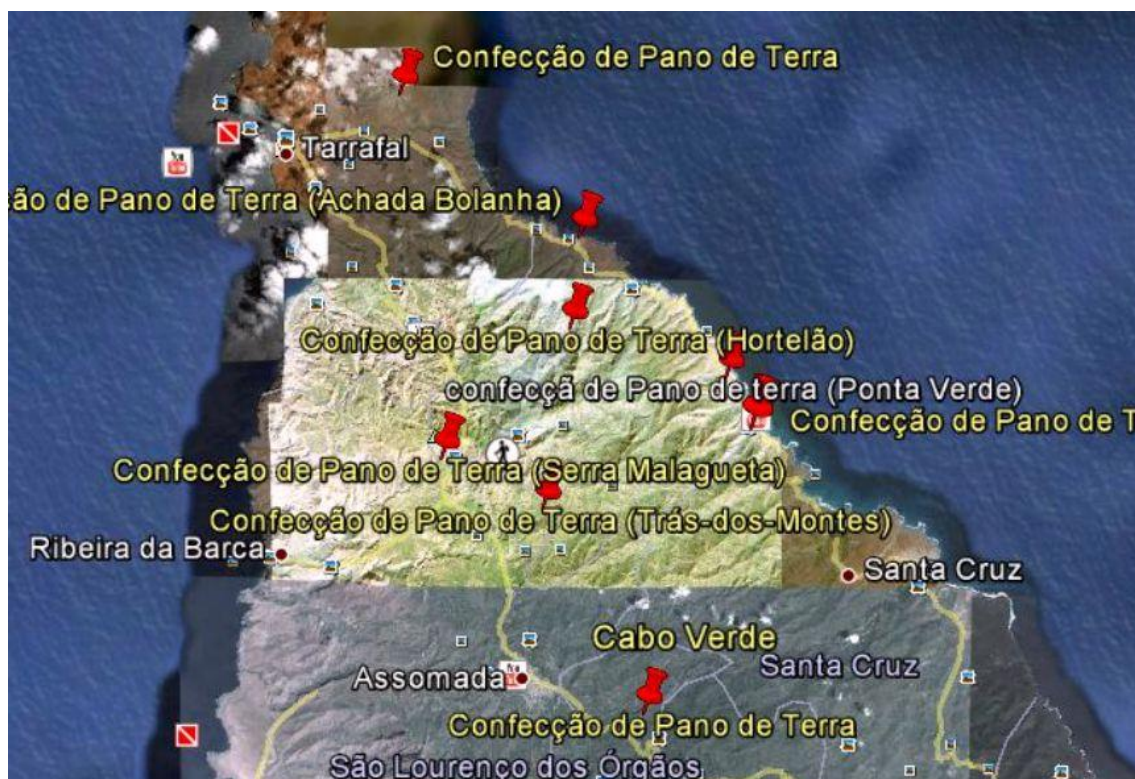 Confecção de Pano de Terra
Tarrafal
ção de Pano de Terra (Achada Bolanha)
Confecção de Pano de Terra (Hortelão)
confecçã de Pano de terra (Ponta Verde)
Confecção de Pano de T
Confecção de Pano de Terra (Serra Malagueta)
Confecção de Pano de Terra (Trás-dos-Montes)
Ribeira da Barca
Santa Cruz
Cabo Verde
Santa Cruz
Assomada
Confecção de Pano de Terra
São Lourenço dos Órgãos